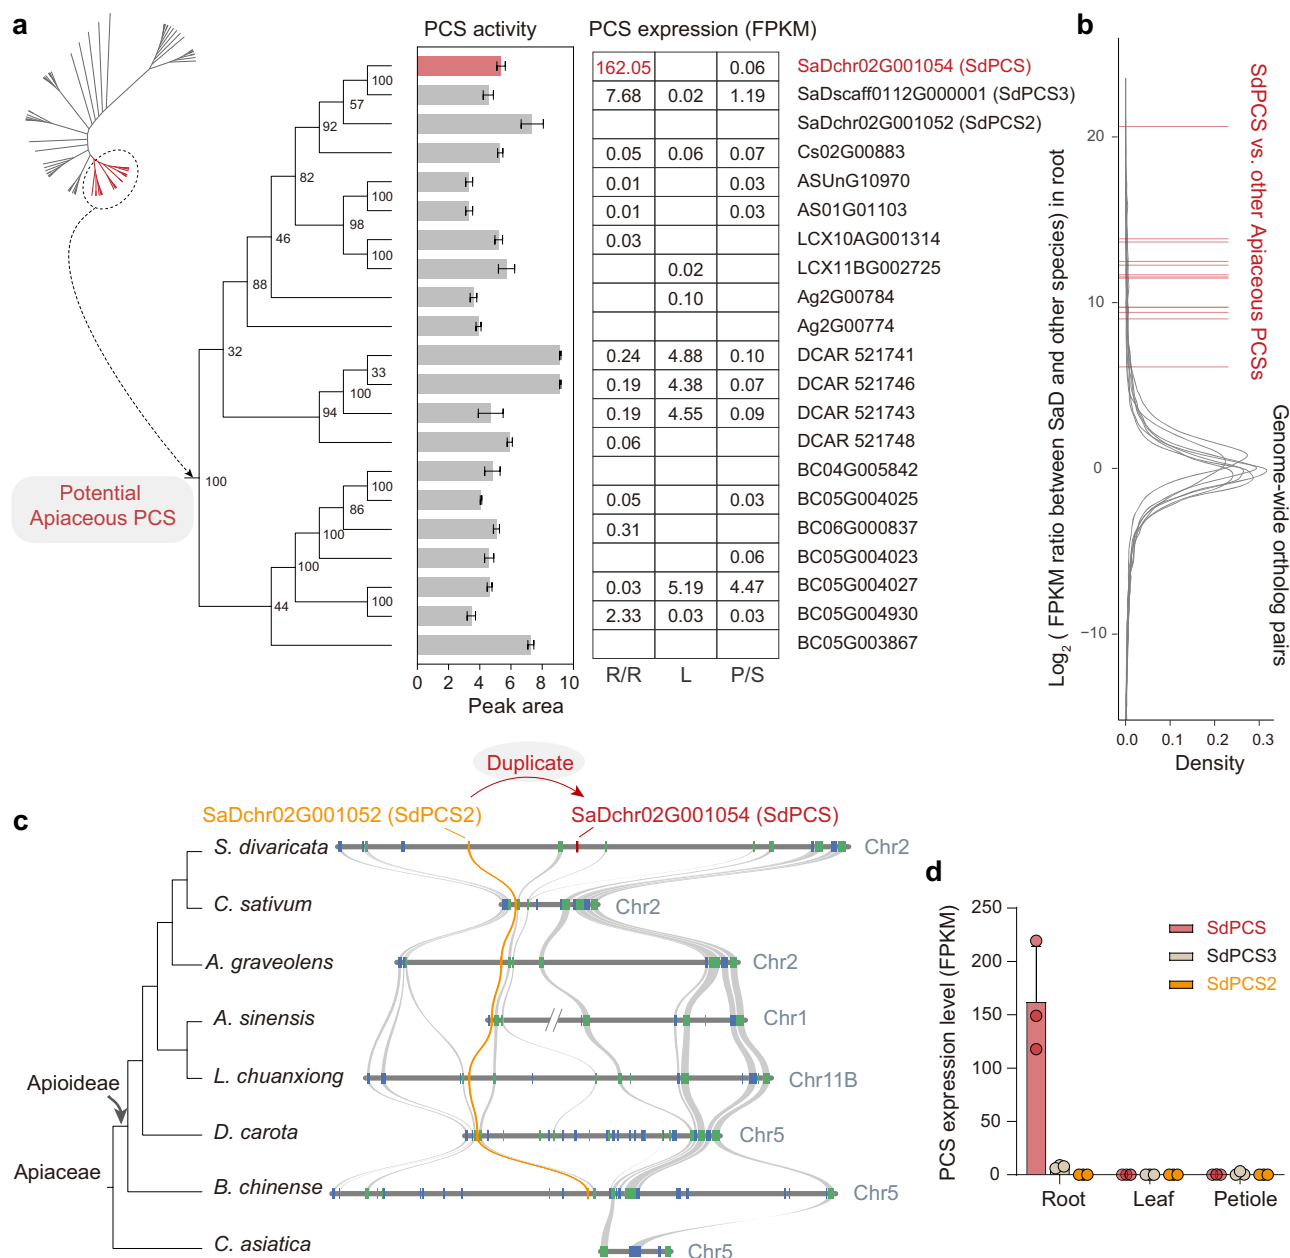 a
PCS activity
PCS expression (FPKM)
100
57
92
82
46
88
32
100
98
100
33
100
94
100
100
86
100
100
100
44
Potential
Apiaceous PCS
162.05 0.06 SaDchr02G001054 (SdPCS)
7.68 0.02 1.19 SaDscaff0112G000001 (SdPCS3)
SaDchr02G001052 (SdPCS2)
0.05 0.06 0.07 Cs02G00883
0.01 0.03 ASUnG10970
0.01 0.03 AS01G01103
0.03 LCX10AG001314
0.02 LCX11BG002725
0.10 Ag2G00784
Ag2G00774
0.24 4.88 0.10 DCAR 521741
0.19 4.38 0.07 DCAR 521746
0.19 4.55 0.09 DCAR 521743
0.06 DCAR 521748
BC04G005842
0.05 0.03 BC05G004025
0.31 BC06G000837
0.06 BC05G004023
0.03 5.19 4.47 BC05G004027
2.33 0.03 0.03 BC05G004930
BC05G003867
0 2 4 6 8 10
Peak area
R/R L P/S
b
Log2 ( FPKM ratio between SaD and other species) in root
20
10
0
−10
0.0 0.1 0.2 0.3
Density
SdPCS vs. other Apiaceous PCSs
Genome-wide ortholog pairs
c
Duplicate
SaDchr02G001052 (SdPCS2)
SaDchr02G001054 (SdPCS)
S. divaricata Chr2
C. sativum Chr2
A. graveolens Chr2
A. sinensis Chr1
L. chuanxiong Chr11B
D. carota Chr5
B. chinense Chr5
C. asiatica Chr5
Apioideae
Apiaceae
d
PCS expression level (FPKM)
250
200
150
100
50
0
Root Leaf Petiole
SdPCS
SdPCS3
SdPCS2